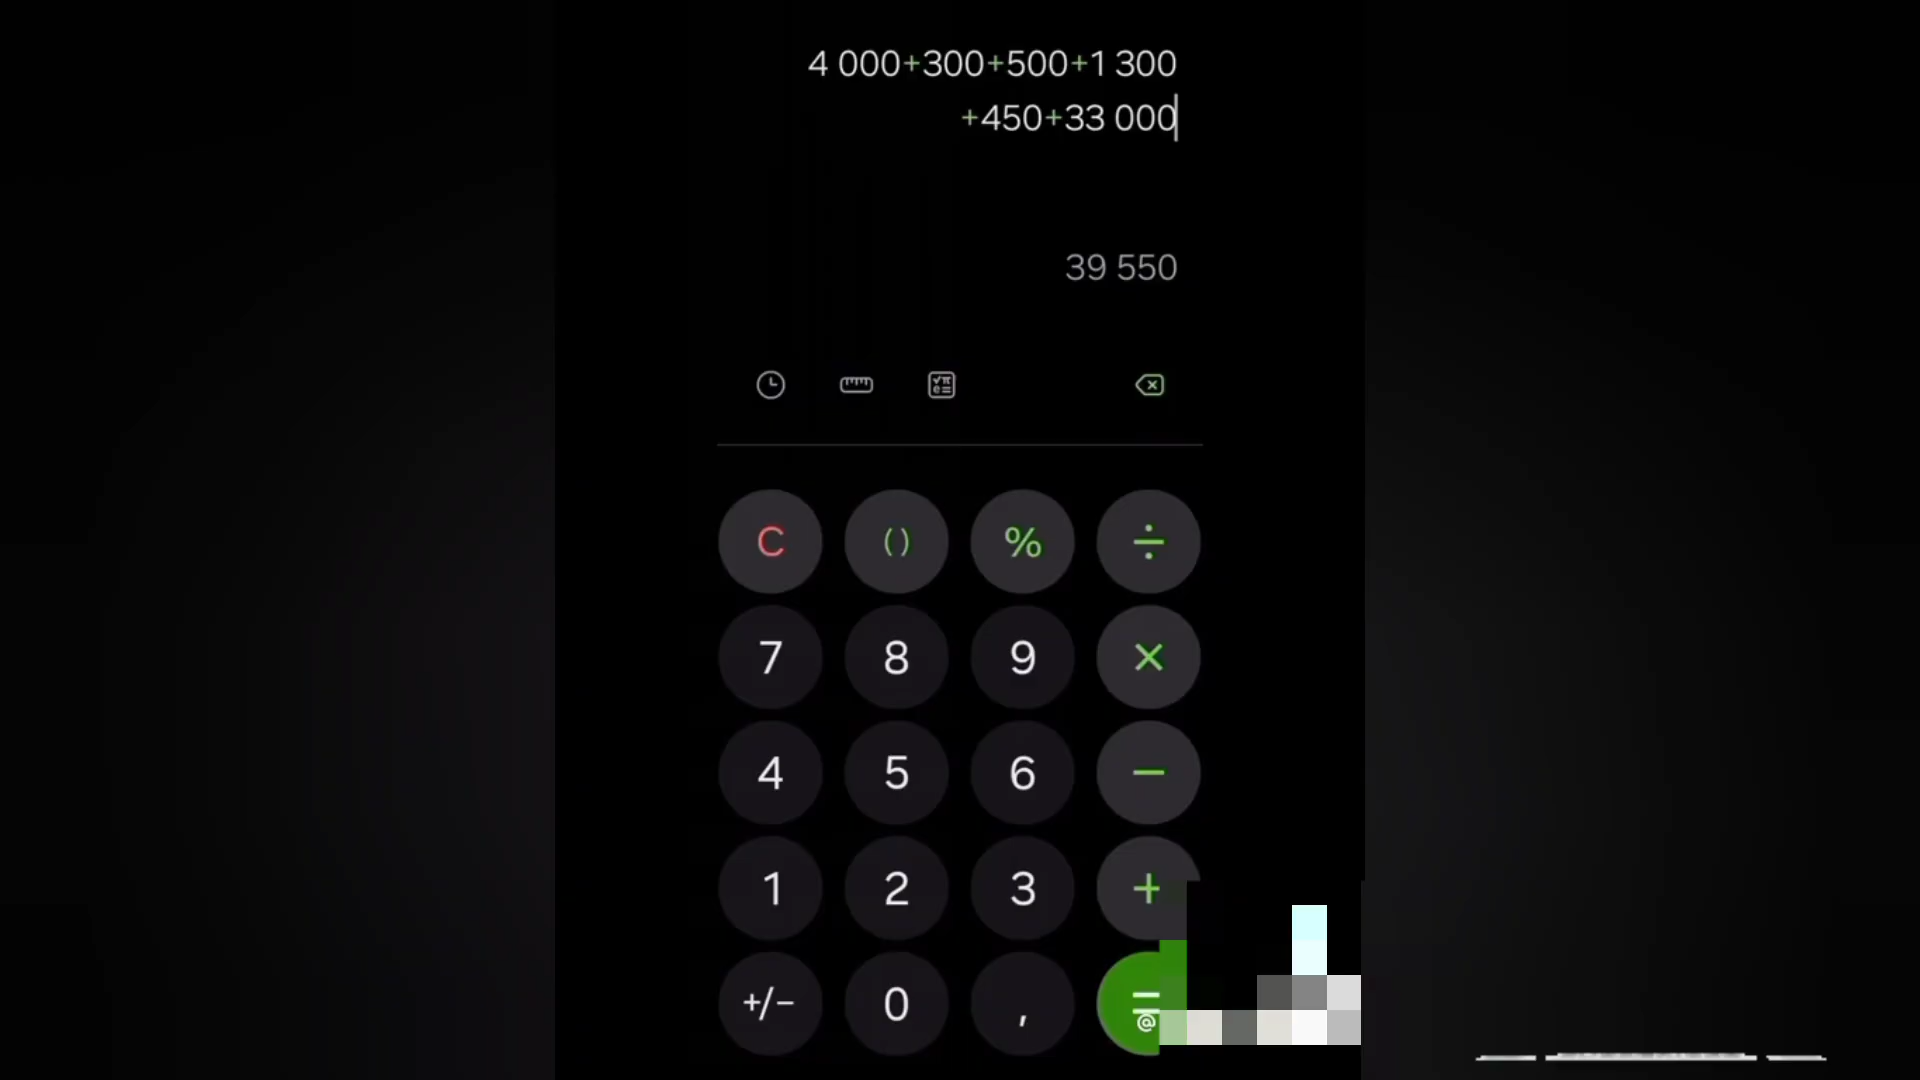 4 000+300+500+1 300
+450+33 000
39 550
C () % ÷
7 8 9 ×
4 5 6 −
1 2 3 +
+/− 0 , =
@